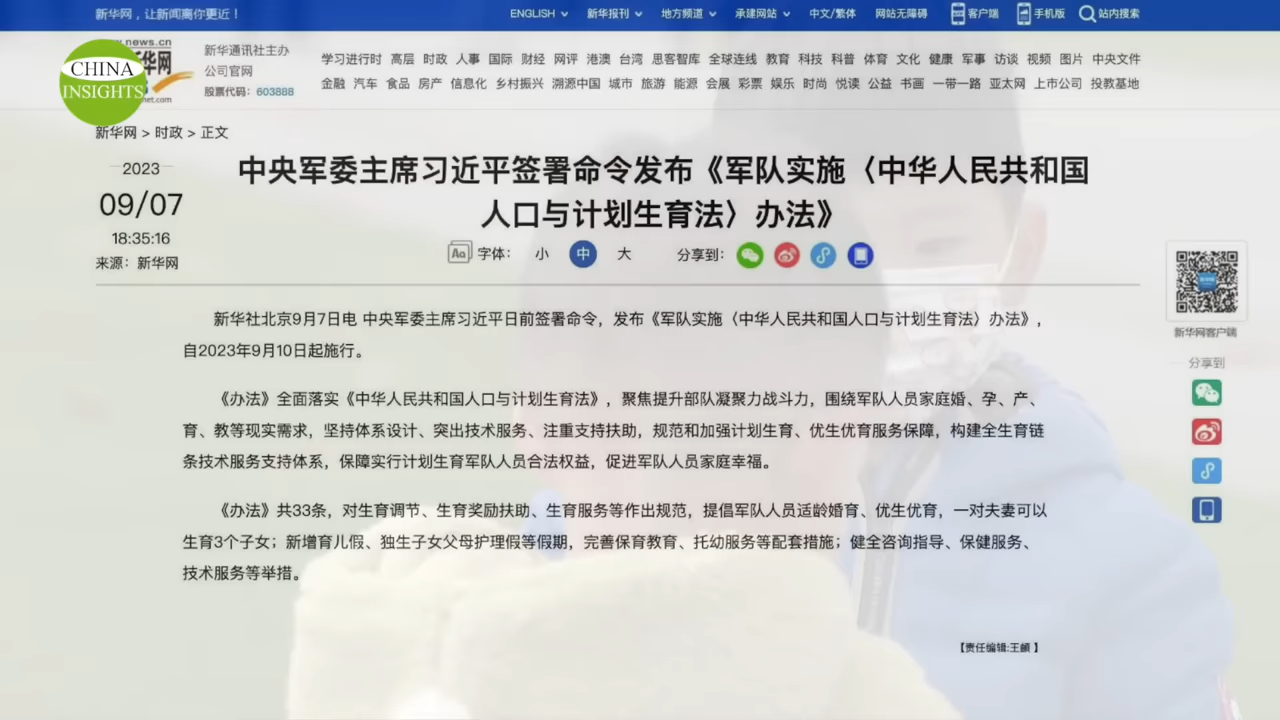 新华网，让新闻离你更近！
ENGLISH 新华报刊 地方频道 承建网站 中文/繁体 网站无障碍 客户端 手机版 站内搜索
www.news.cn
CHINA
INSIGHTS
新华通讯社主办
公司官网
股票代码：603888
学习进行时 高层 时政 人事 国际 财经 网评 港澳 台湾 思客智库 全球连线 教育 科技 科普 体育 文化 健康 军事 访谈 视频 图片 中央文件
金融 汽车 食品 房产 信息化 乡村振兴 溯源中国 城市 旅游 能源 会展 彩票 娱乐 时尚 悦读 公益 书画 一带一路 亚太网 上市公司 投教基地
新华网 > 时政 > 正文
2023
09/07
18:35:16
来源：新华网
中央军委主席习近平签署命令发布《军队实施〈中华人民共和国
人口与计划生育法〉办法》
Aa 字体： 小 中 大 分享到：
新华社北京9月7日电 中央军委主席习近平日前签署命令，发布《军队实施〈中华人民共和国人口与计划生育法〉办法》，
自2023年9月10日起施行。
《办法》全面落实《中华人民共和国人口与计划生育法》，聚焦提升部队凝聚力战斗力，围绕军队人员家庭婚、孕、产、
育、教等现实需求，坚持体系设计、突出技术服务、注重支持扶助，规范和加强计划生育、优生优育服务保障，构建全生育链
条技术服务支持体系，保障实行计划生育军队人员合法权益，促进军队人员家庭幸福。
《办法》共33条，对生育调节、生育奖励扶助、生育服务等作出规范，提倡军队人员适龄婚育、优生优育，一对夫妻可以
生育3个子女；新增育儿假、独生子女父母护理假等假期，完善保育教育、托幼服务等配套措施；健全咨询指导、保健服务、
技术服务等举措。
【责任编辑:王頔 】
新华网客户端
分享到